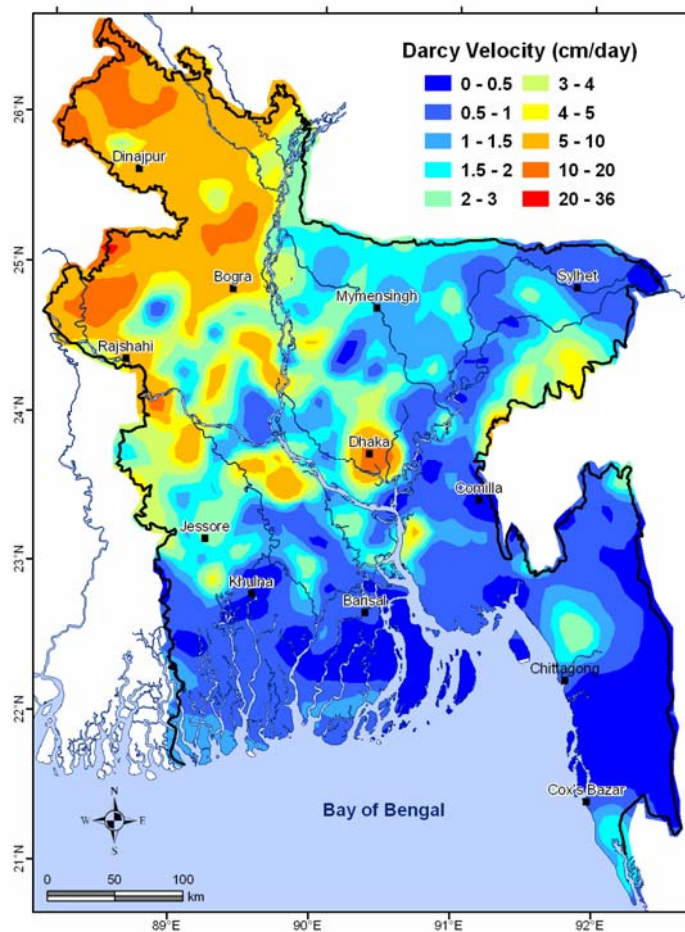 Darcy Velocity (cm/day)
0 - 0.5
0.5 - 1
1 - 1.5
1.5 - 2
2 - 3
3 - 4
4 - 5
5 - 10
10 - 20
20 - 36
26°N
25°N
24°N
23°N
22°N
21°N
Dinajpur
Bogra
Mymensingh
Sylhet
Rajshahi
Dhaka
Comilla
Jessore
Khulna
Barisal
Chittagong
Cox's Bazar
Bay of Bengal
N
W
E
S
0 50 100
km
89°E 90°E 91°E 92°E